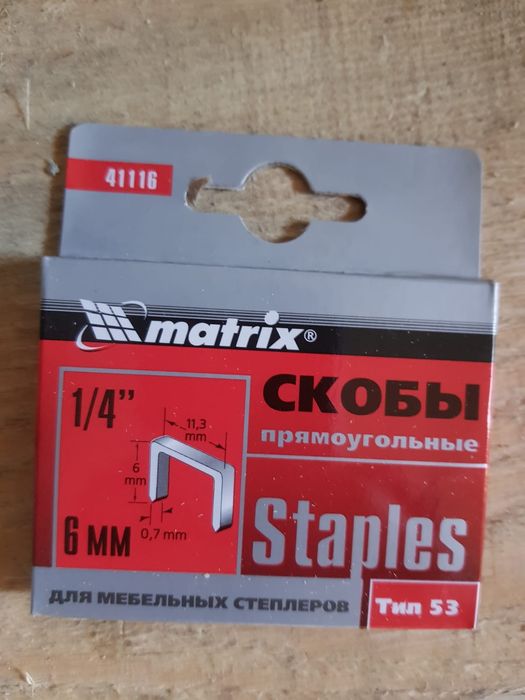 41116
matrix®
1/4"
11,3
mm
6
mm
0,7 mm
6 мм
СКОБЫ
прямоугольные
Staples
ДЛЯ МЕБЕЛЬНЫХ СТЕПЛЕРОВ
Тип 53